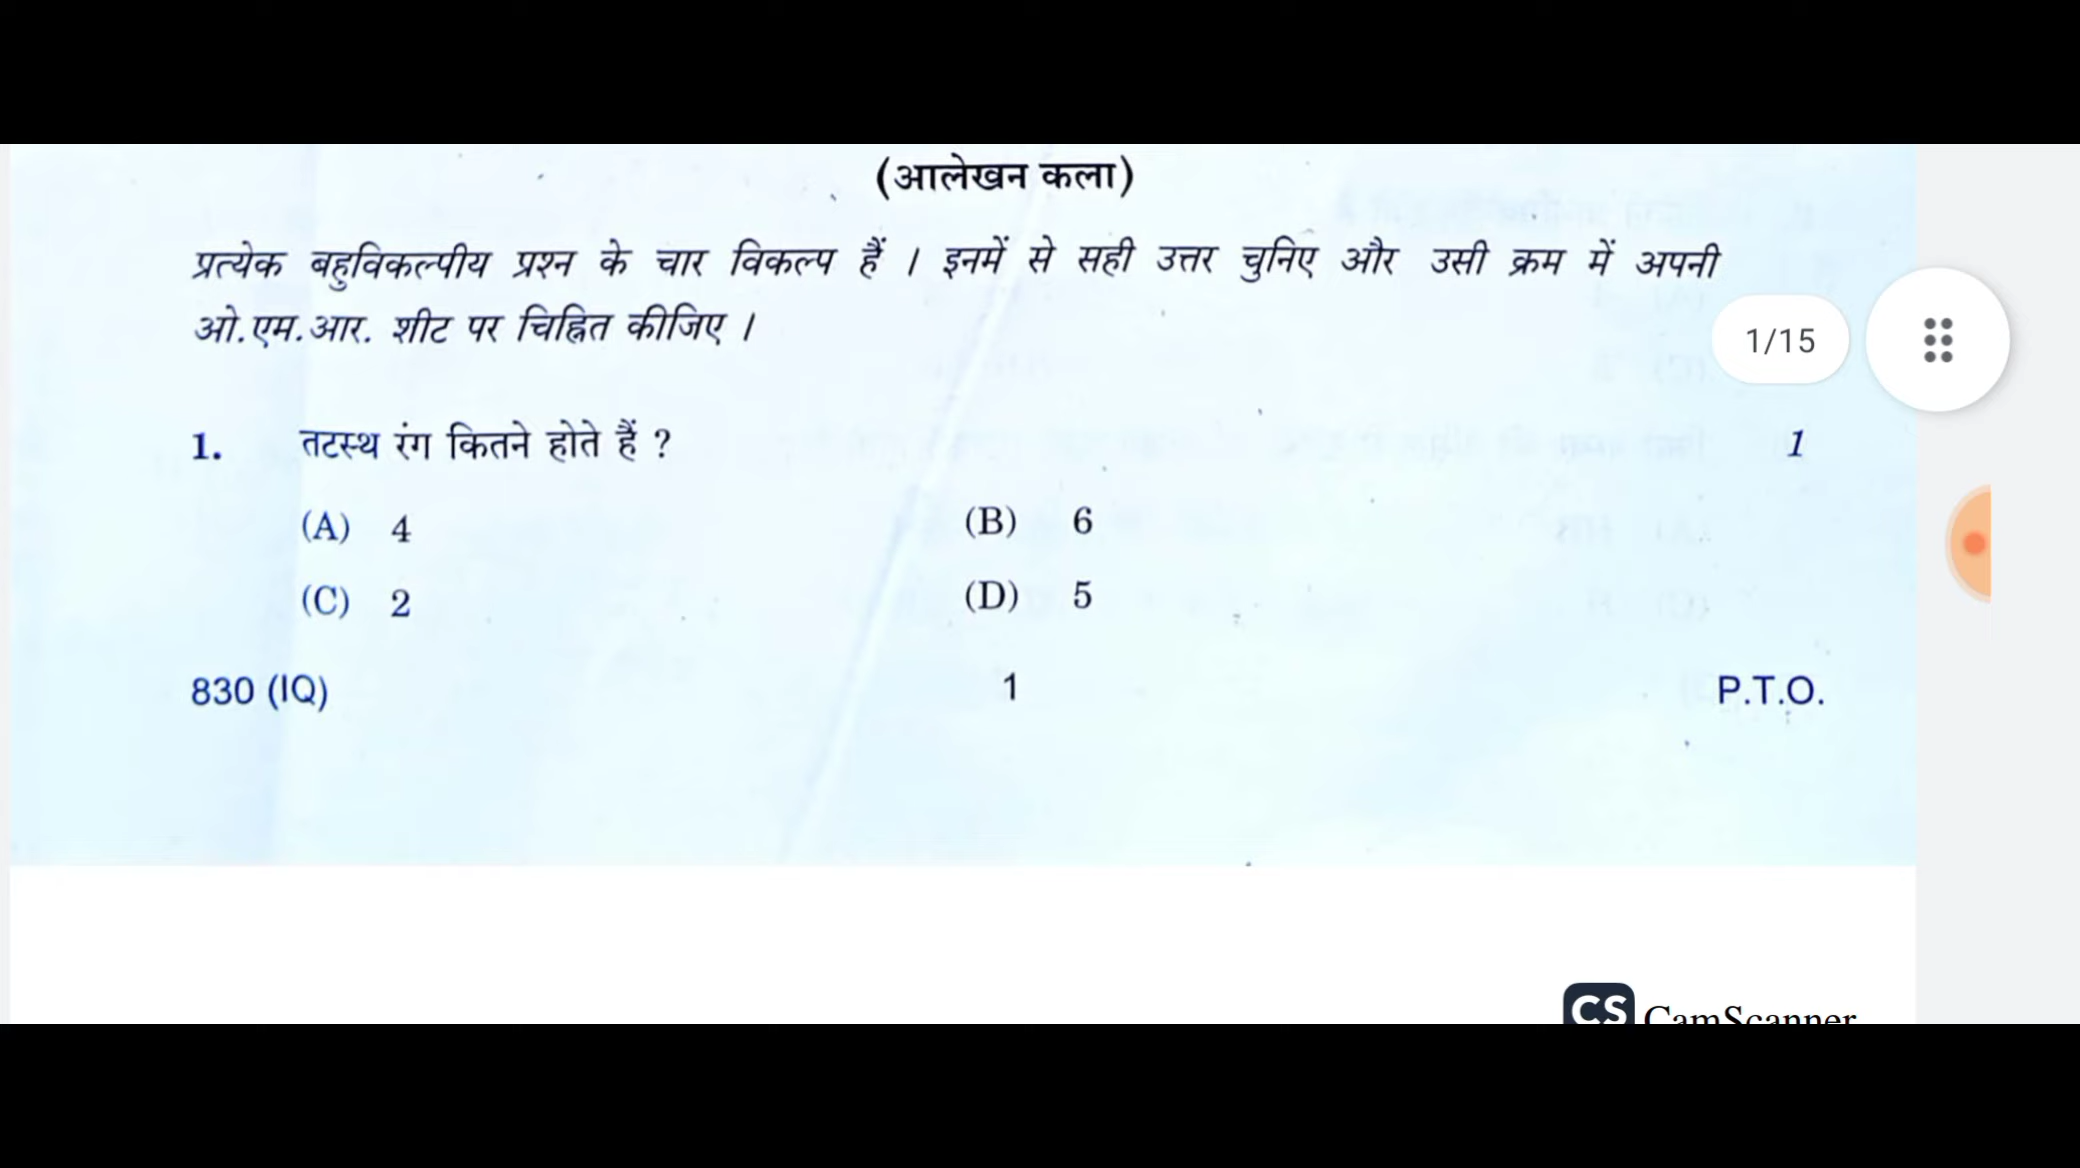 (आलेखन कला)
प्रत्येक बहुविकल्पीय प्रश्न के चार विकल्प हैं । इनमें से सही उत्तर चुनिए और उसी क्रम में अपनी
ओ.एम.आर. शीट पर चिह्नित कीजिए ।
1/15
1. तटस्थ रंग कितने होते हैं ? 1
(A) 4 (B) 6
(C) 2 (D) 5
830 (IQ) 1 P.T.O.
CS CamScanner